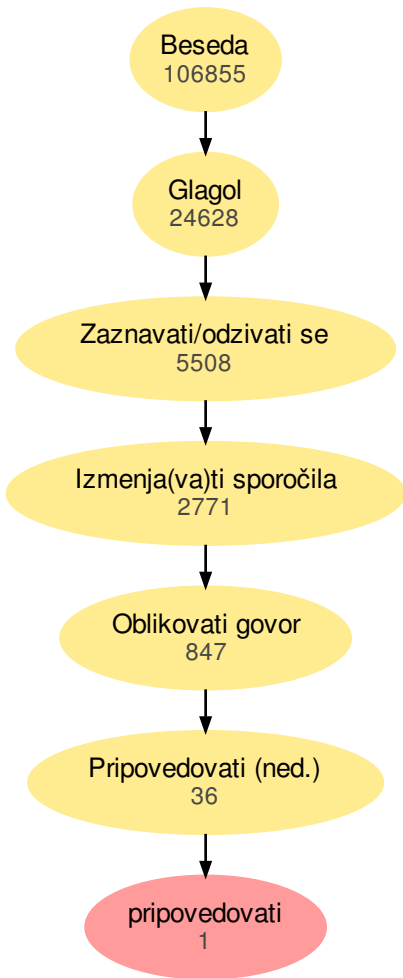 Beseda
106855
Glagol
24628
Zaznavati/odzivati se
5508
Izmenja(va)ti sporočila
2771
Oblikovati govor
847
Pripovedovati (ned.)
36
pripovedovati
1